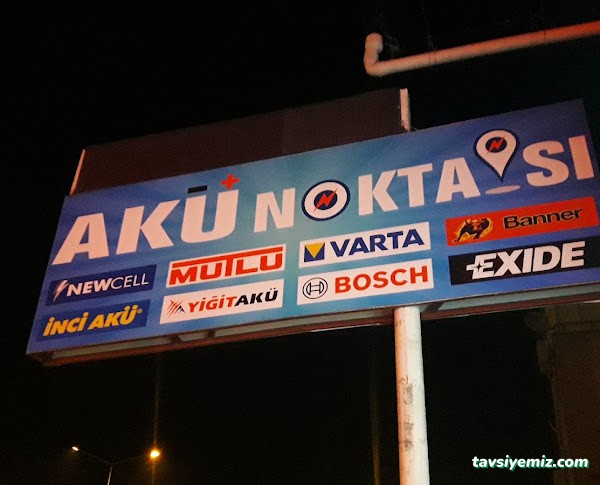 AKÜ NOKTASI
NEWCELL
MUTLU
VARTA
Banner
İNCİ AKÜ
YİĞİTAKÜ
BOSCH
EXIDE
tavsiyemiz.com